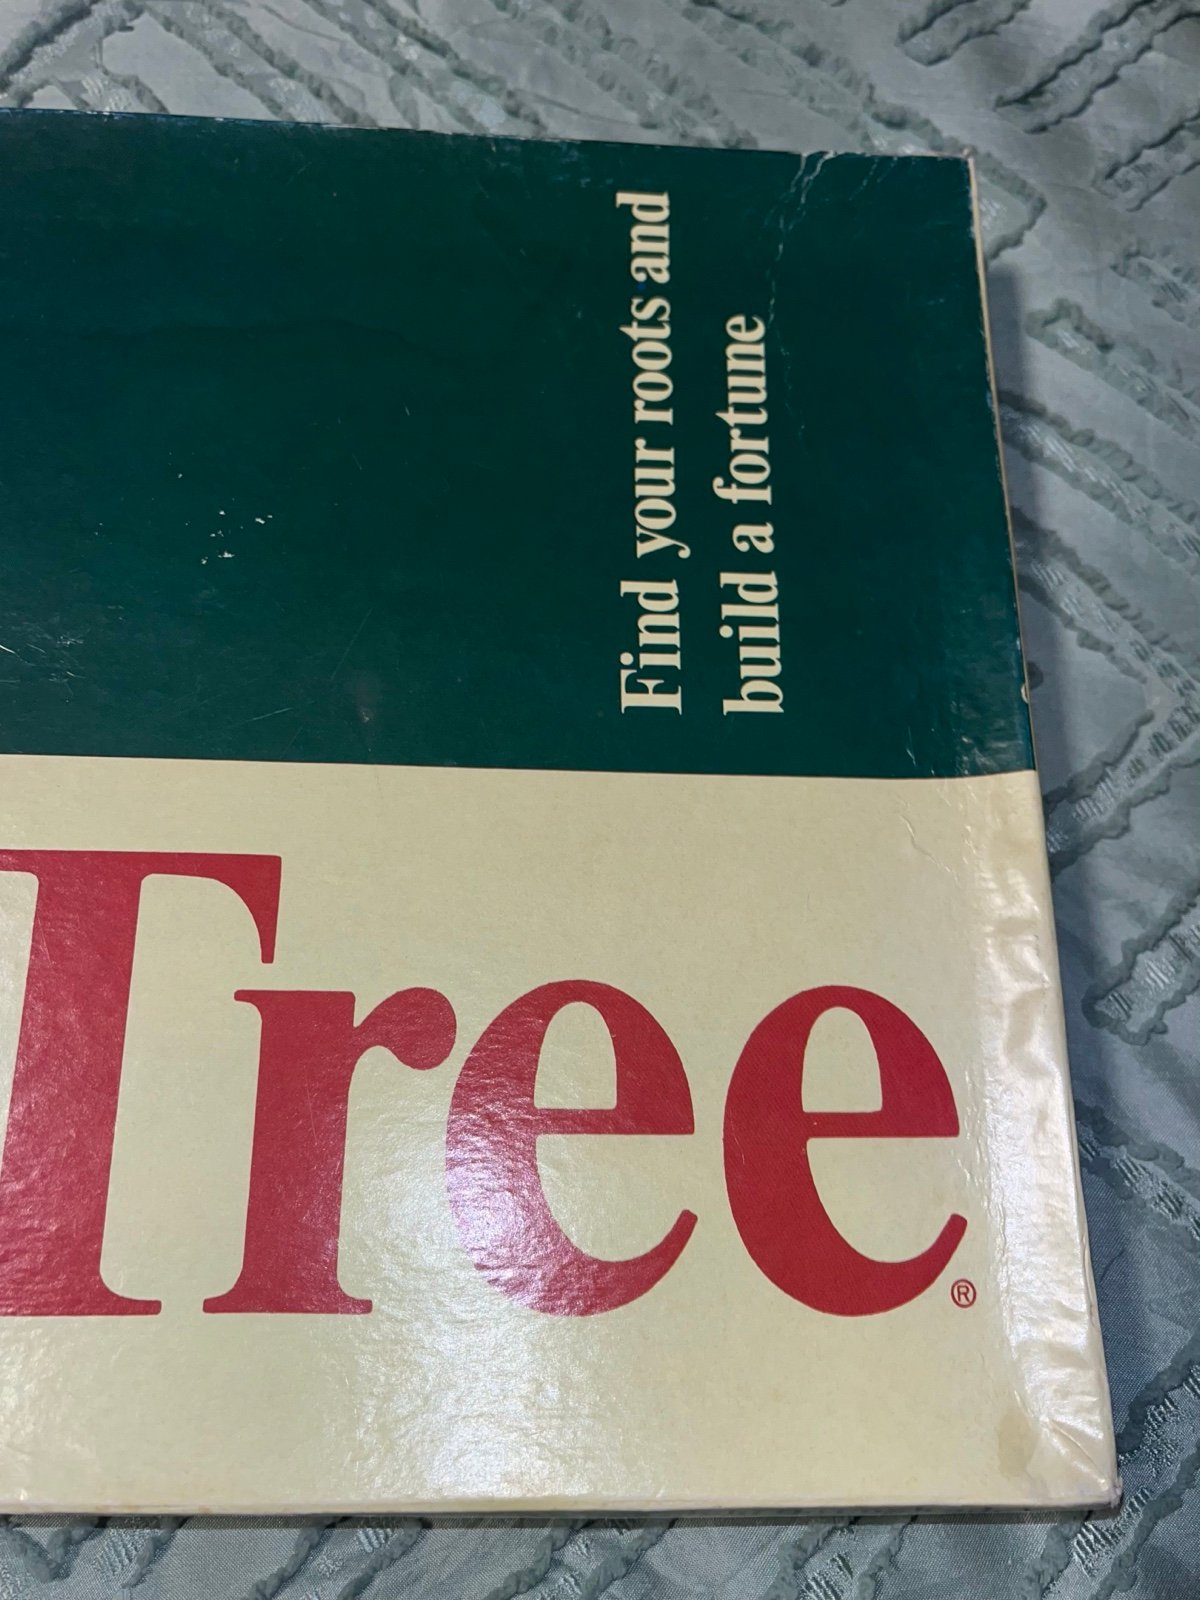 Find your roots and
build a fortune
Tree®